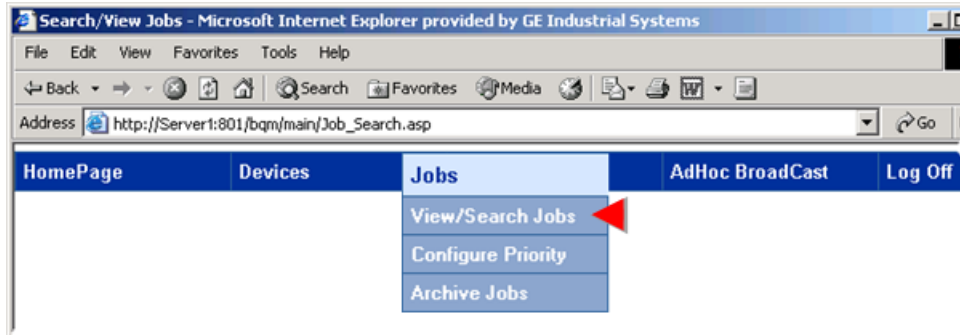 Search/View Jobs - Microsoft Internet Explorer provided by GE Industrial Systems
File Edit View Favorites Tools Help
Back Search Favorites Media W
Address http://Server1:801/bqm/main/Job_Search.asp Go
HomePage Devices Jobs AdHoc BroadCast Log Off
View/Search Jobs
Configure Priority
Archive Jobs